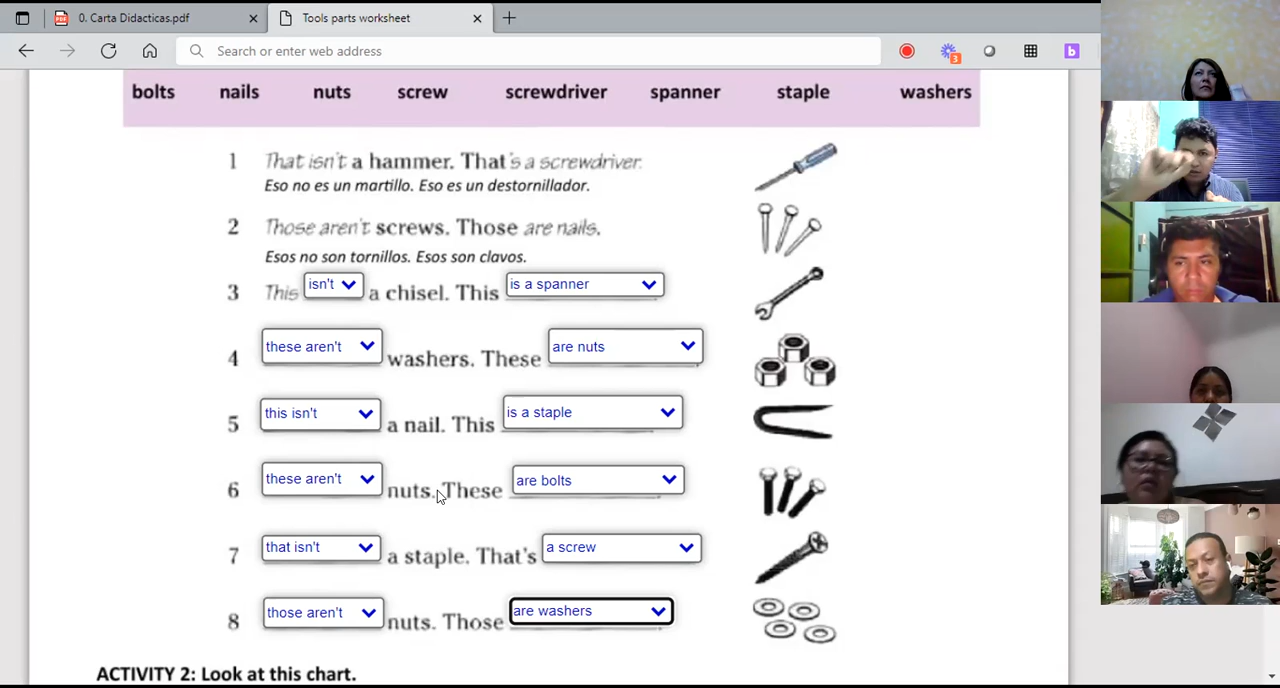 0. Carta Didacticas.pdf
Tools parts worksheet
Search or enter web address
3
b
bolts nails nuts screw screwdriver spanner staple washers
1 That isn't a hammer. That's a screwdriver.
Eso no es un martillo. Eso es un destornillador.
2 Those aren't screws. Those are nails.
Esos no son tornillos. Esos son clavos.
3 This isn't a chisel. This is a spanner
4 these aren't washers. These are nuts
5 this isn't a nail. This is a staple
6 these aren't nuts. These are bolts
7 that isn't a staple. That's a screw
8 those aren't nuts. Those are washers
ACTIVITY 2: Look at this chart.